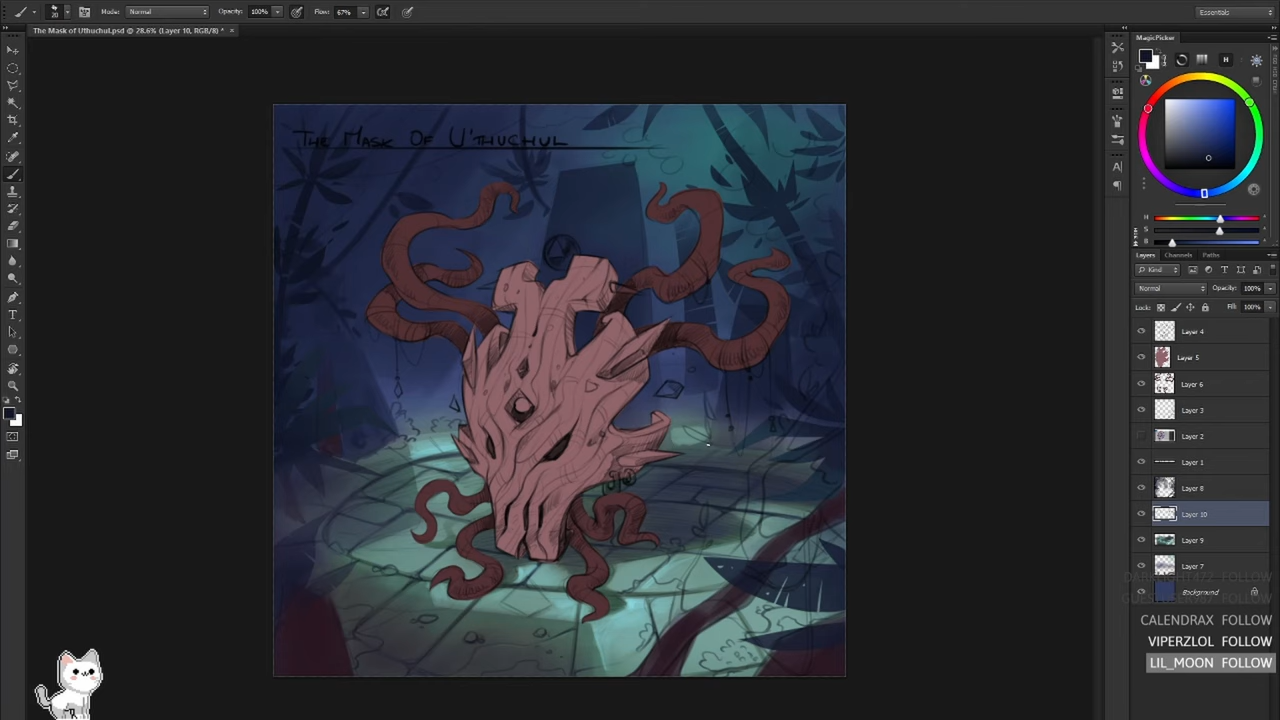 20 Mode: Normal Opacity: 100% Flow: 67% Essentials
The Mask of Uthuchul.psd @ 28.6% (Layer 10, RGB/8) *
MagicPicker
H
THE MASK OF U'THUCHUL
H
S
B
Layers Channels Paths
Kind
Normal Opacity: 100%
Lock: Fill: 100%
Layer 4
Layer 5
Layer 6
Layer 3
Layer 2
Layer 1
Layer 8
Layer 10
Layer 9
Layer 7
Background
CALENDRAX FOLLOW
VIPERZLOL FOLLOW
LIL_MOON FOLLOW